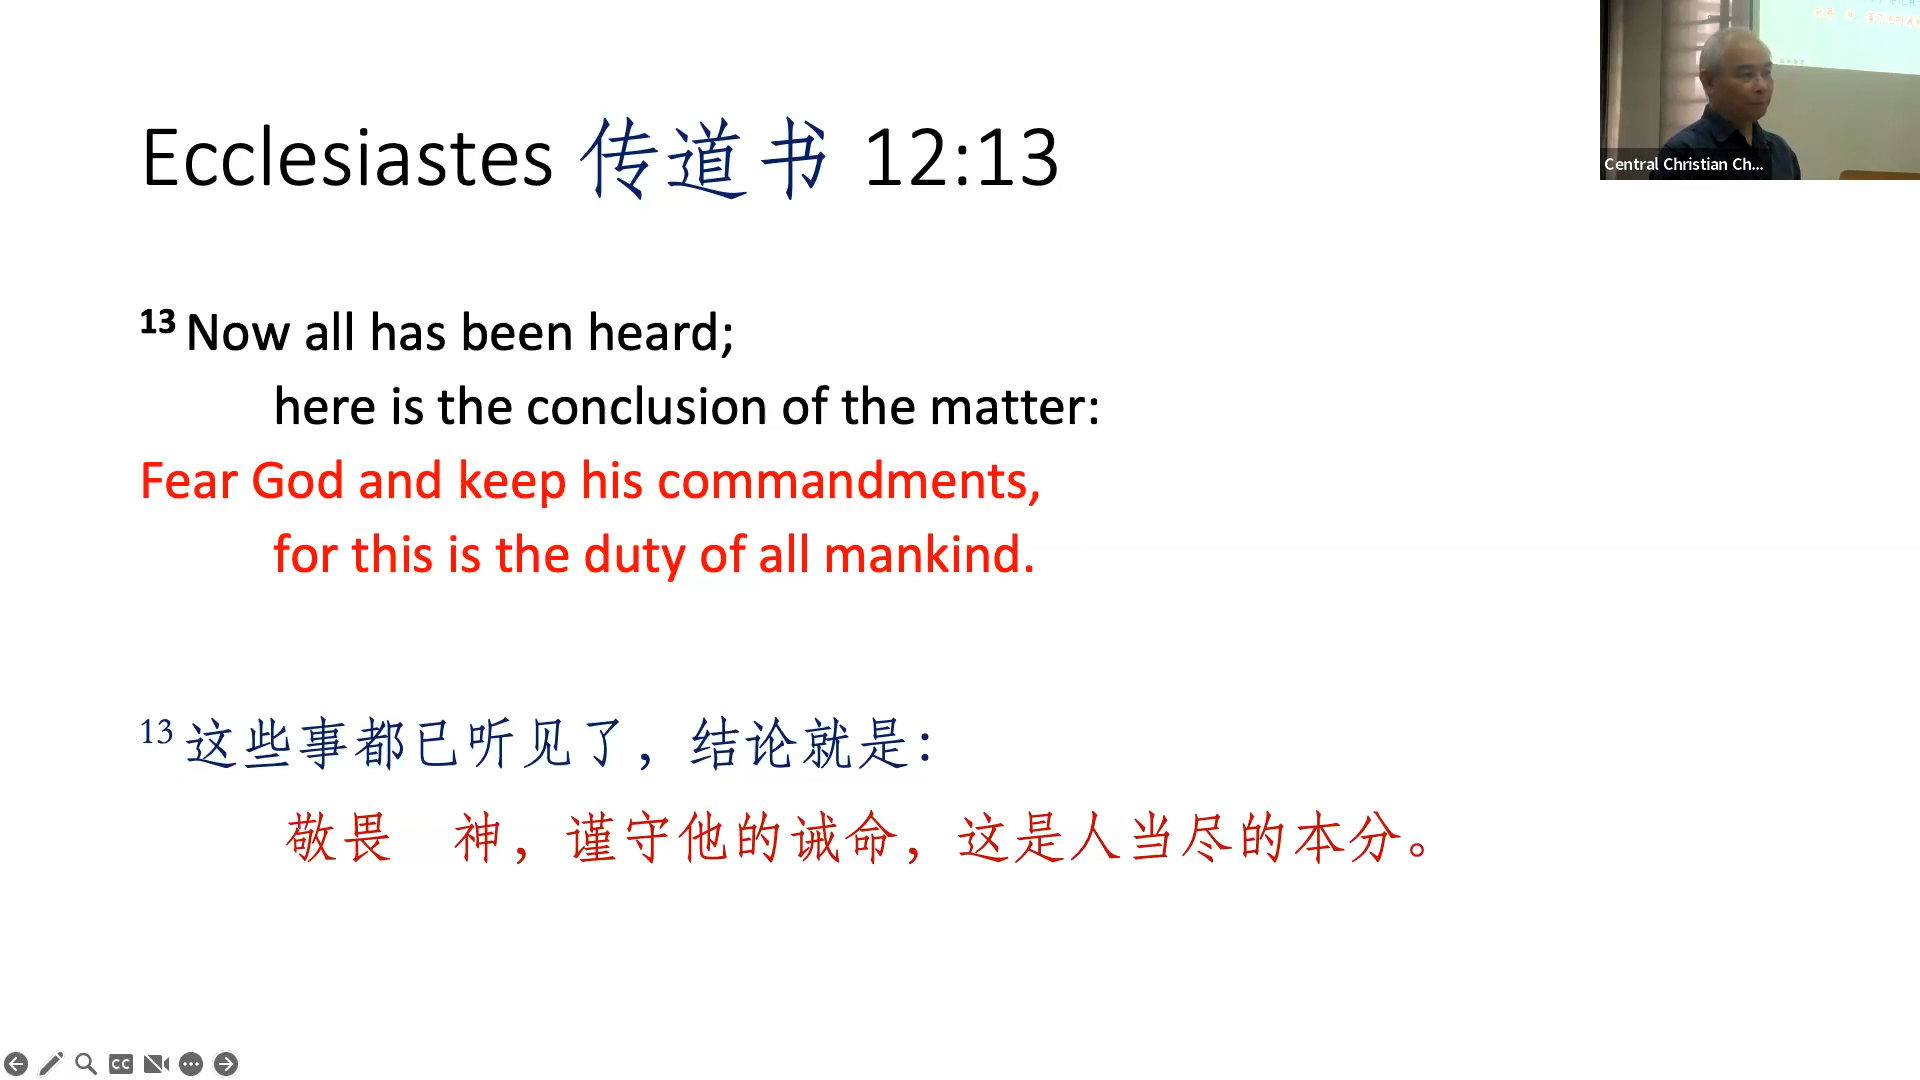 Ecclesiastes 传道书 12:13
13 Now all has been heard;
here is the conclusion of the matter:
Fear God and keep his commandments,
for this is the duty of all mankind.
13 这些事都已听见了，结论就是：
敬畏　神，谨守他的诫命，这是人当尽的本分。
Central Christian Ch...
CC